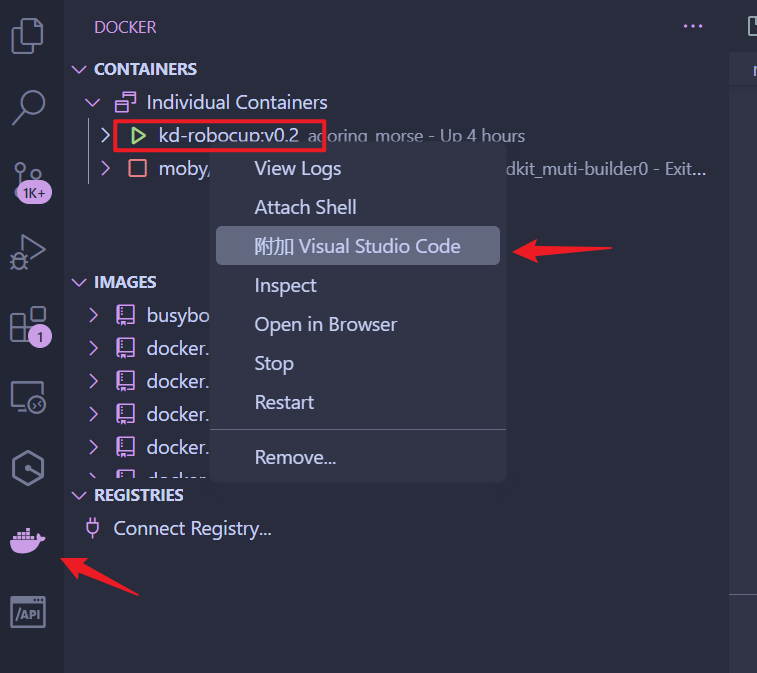 DOCKER
...
CONTAINERS
Individual Containers
kd-robocup:v0.2 adoring_morse - Up 4 hours
moby/ dkit_muti-builder0 - Exit...
View Logs
Attach Shell
附加 Visual Studio Code
Inspect
Open in Browser
Stop
Restart
Remove...
IMAGES
busybo
docker.
docker.
docker.
docker.
REGISTRIES
Connect Registry...
1K+
1
/API